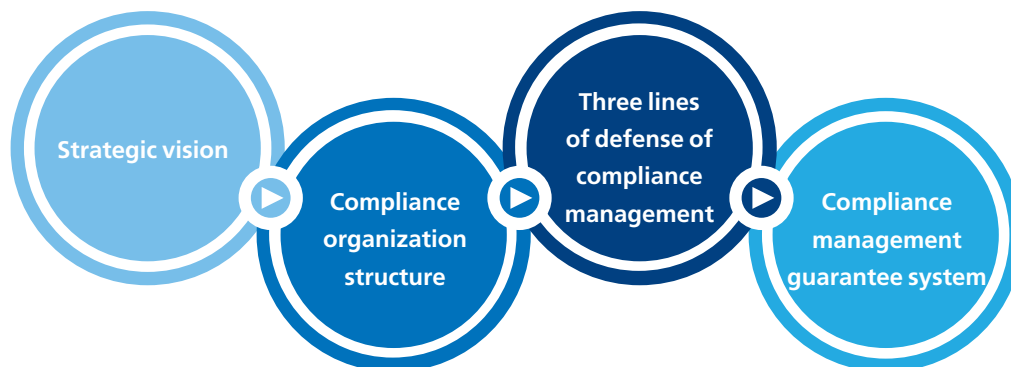 Strategic vision
Compliance
organization
structure
Three lines
of defense of
compliance
management
Compliance
management
guarantee system